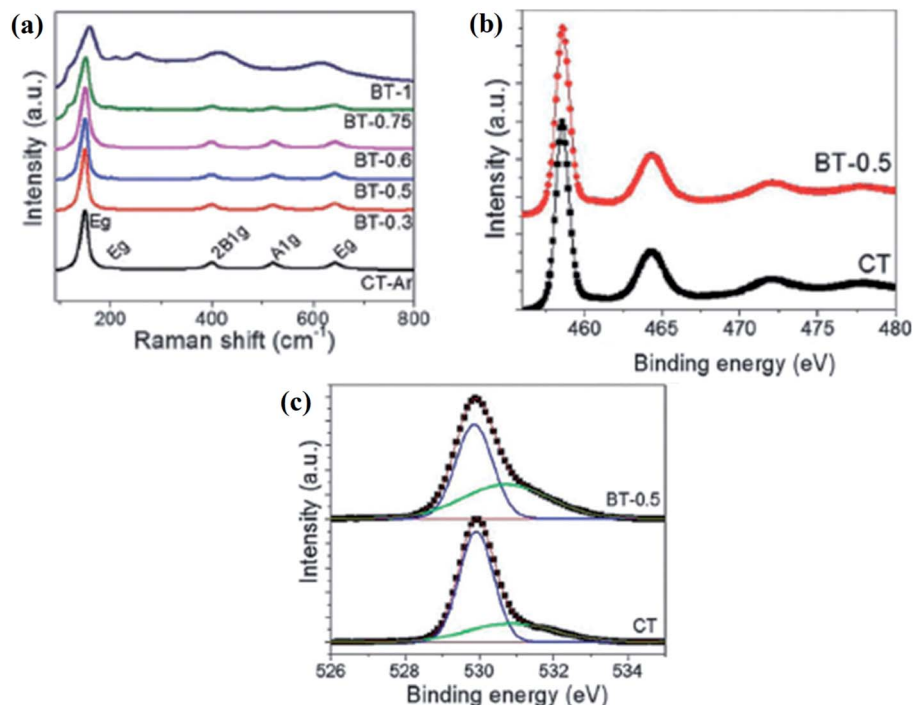 (a)
Intensity (a.u.)
BT-1
BT-0.75
BT-0.6
BT-0.5
BT-0.3
CT-Ar
Eg
Eg
2B1g
A1g
Eg
200 400 600 800
Raman shift (cm⁻¹)
(b)
Intensity (a.u.)
BT-0.5
CT
460 465 470 475 480
Binding energy (eV)
(c)
Intensity (a.u.)
BT-0.5
CT
526 528 530 532 534
Binding energy (eV)